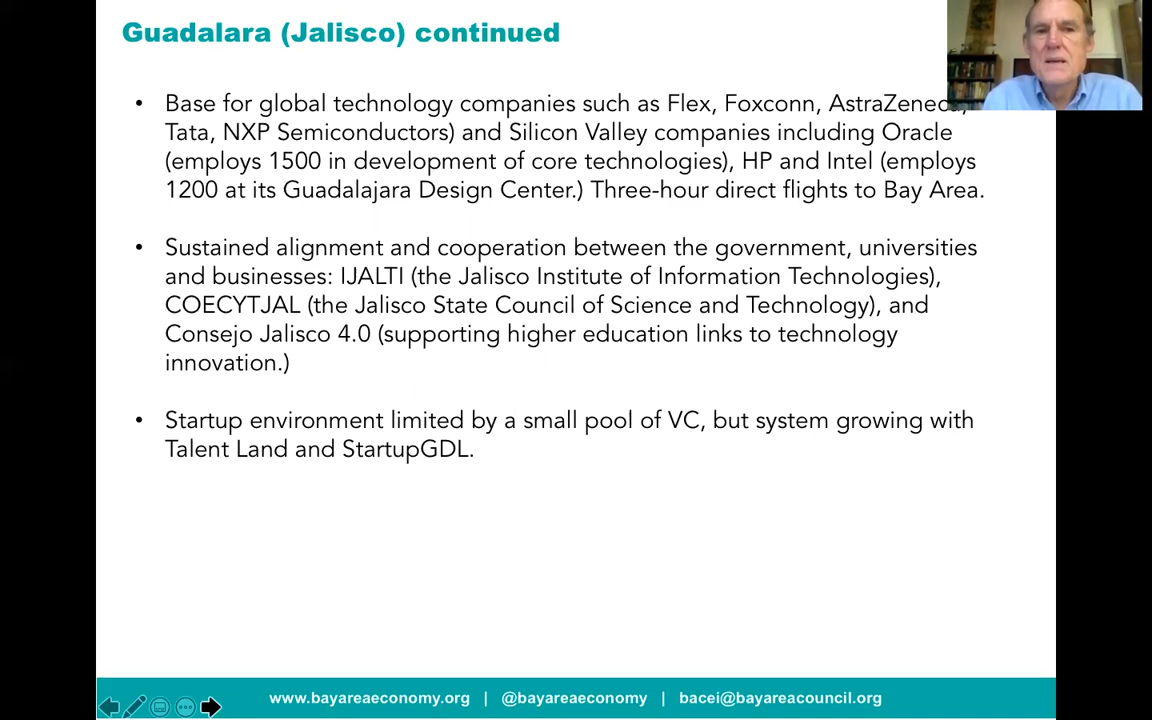 Guadalara (Jalisco) continued
• Base for global technology companies such as Flex, Foxconn, AstraZeneca,
Tata, NXP Semiconductors) and Silicon Valley companies including Oracle
(employs 1500 in development of core technologies), HP and Intel (employs
1200 at its Guadalajara Design Center.) Three-hour direct flights to Bay Area.
• Sustained alignment and cooperation between the government, universities
and businesses: IJALTI (the Jalisco Institute of Information Technologies),
COECYTJAL (the Jalisco State Council of Science and Technology), and
Consejo Jalisco 4.0 (supporting higher education links to technology
innovation.)
• Startup environment limited by a small pool of VC, but system growing with
Talent Land and StartupGDL.
www.bayareaeconomy.org | @bayareaeconomy | bacei@bayareacouncil.org